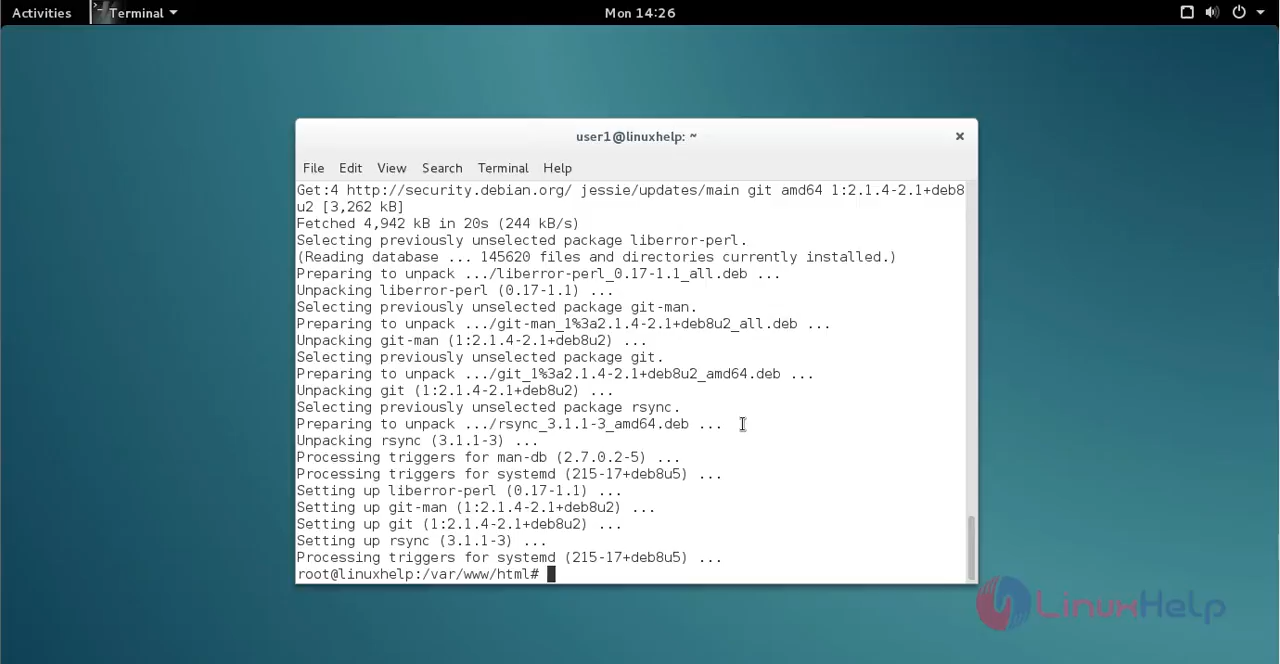 Activities Terminal Mon 14:26
user1@linuxhelp: ~
File Edit View Search Terminal Help
Get:4 http://security.debian.org/ jessie/updates/main git amd64 1:2.1.4-2.1+deb8
u2 [3,262 kB]
Fetched 4,942 kB in 20s (244 kB/s)
Selecting previously unselected package liberror-perl.
(Reading database ... 145620 files and directories currently installed.)
Preparing to unpack .../liberror-perl_0.17-1.1_all.deb ...
Unpacking liberror-perl (0.17-1.1) ...
Selecting previously unselected package git-man.
Preparing to unpack .../git-man_1%3a2.1.4-2.1+deb8u2_all.deb ...
Unpacking git-man (1:2.1.4-2.1+deb8u2) ...
Selecting previously unselected package git.
Preparing to unpack .../git_1%3a2.1.4-2.1+deb8u2_amd64.deb ...
Unpacking git (1:2.1.4-2.1+deb8u2) ...
Selecting previously unselected package rsync.
Preparing to unpack .../rsync_3.1.1-3_amd64.deb ...
Unpacking rsync (3.1.1-3) ...
Processing triggers for man-db (2.7.0.2-5) ...
Processing triggers for systemd (215-17+deb8u5) ...
Setting up liberror-perl (0.17-1.1) ...
Setting up git-man (1:2.1.4-2.1+deb8u2) ...
Setting up git (1:2.1.4-2.1+deb8u2) ...
Setting up rsync (3.1.1-3) ...
Processing triggers for systemd (215-17+deb8u5) ...
root@linuxhelp:/var/www/html#
LinuxHelp